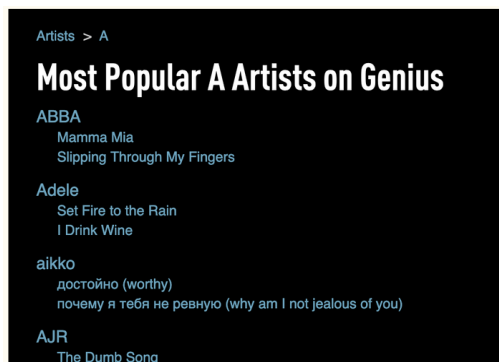 Artists > A
Most Popular A Artists on Genius
ABBA
Mamma Mia
Slipping Through My Fingers
Adele
Set Fire to the Rain
I Drink Wine
aikko
достойно (worthy)
почему я тебя не ревную (why am I not jealous of you)
AJR
The Dumb Song